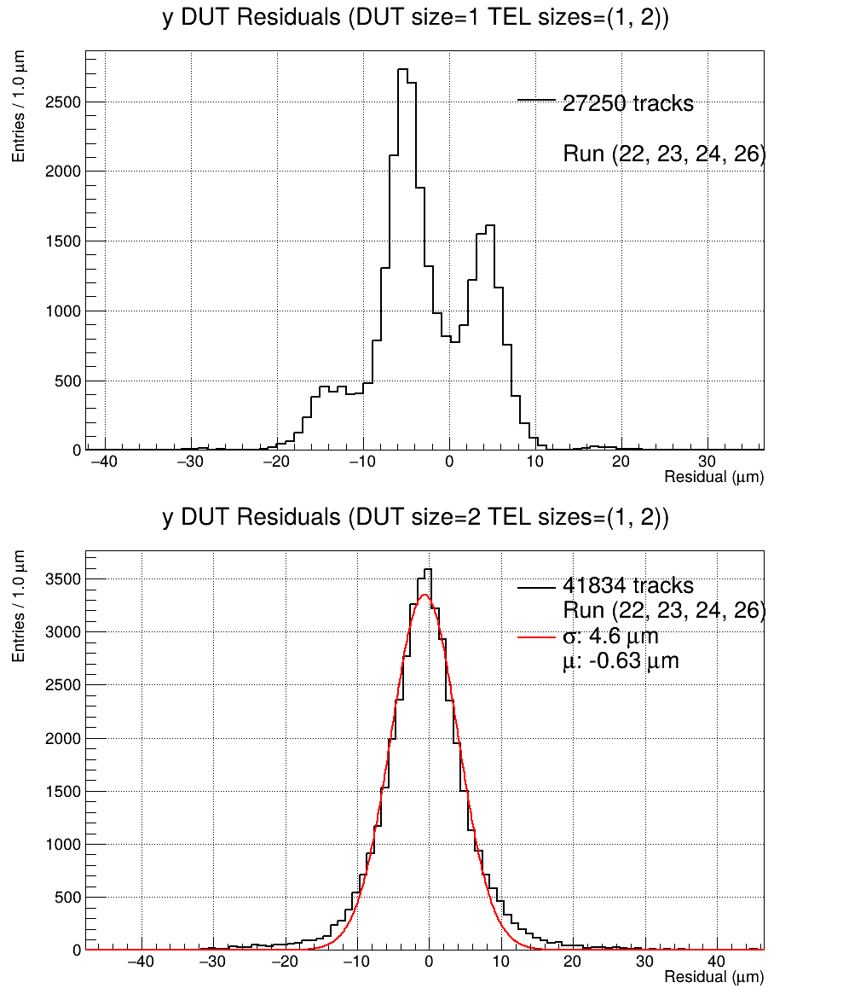 y DUT Residuals (DUT size=1 TEL sizes=(1, 2))
Entries / 1.0 μm
2500
2000
1500
1000
500
0
27250 tracks
Run (22, 23, 24, 26)
−40 −30 −20 −10 0 10 20 30
Residual (μm)
y DUT Residuals (DUT size=2 TEL sizes=(1, 2))
Entries / 1.0 μm
3500
3000
2500
2000
1500
1000
500
0
41834 tracks
Run (22, 23, 24, 26)
σ: 4.6 μm
μ: -0.63 μm
−40 −30 −20 −10 0 10 20 30 40
Residual (μm)